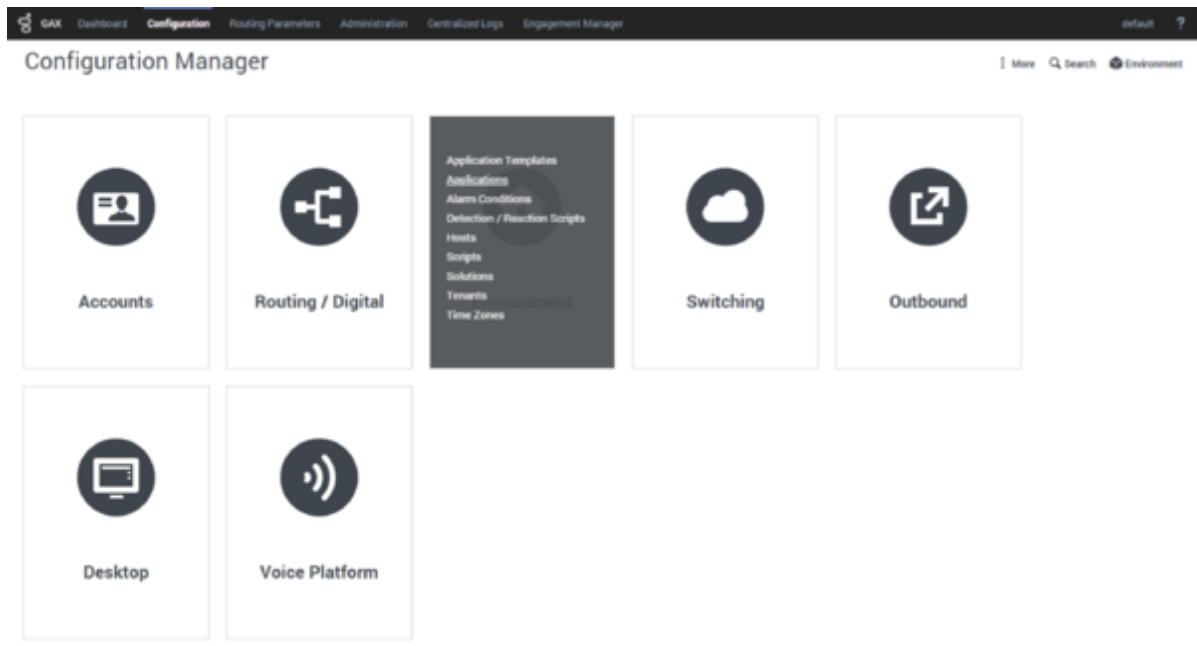 GAX Dashboard Configuration Routing Parameters Administration Centralized Logs Engagement Manager default ?
Configuration Manager
More Search Environment
Accounts
Routing / Digital
Application Templates
Applications
Alarm Conditions
Detection / Reaction Scripts
Hosts
Scripts
Solutions
Tenants
Time Zones
Environment
Switching
Outbound
Desktop
Voice Platform